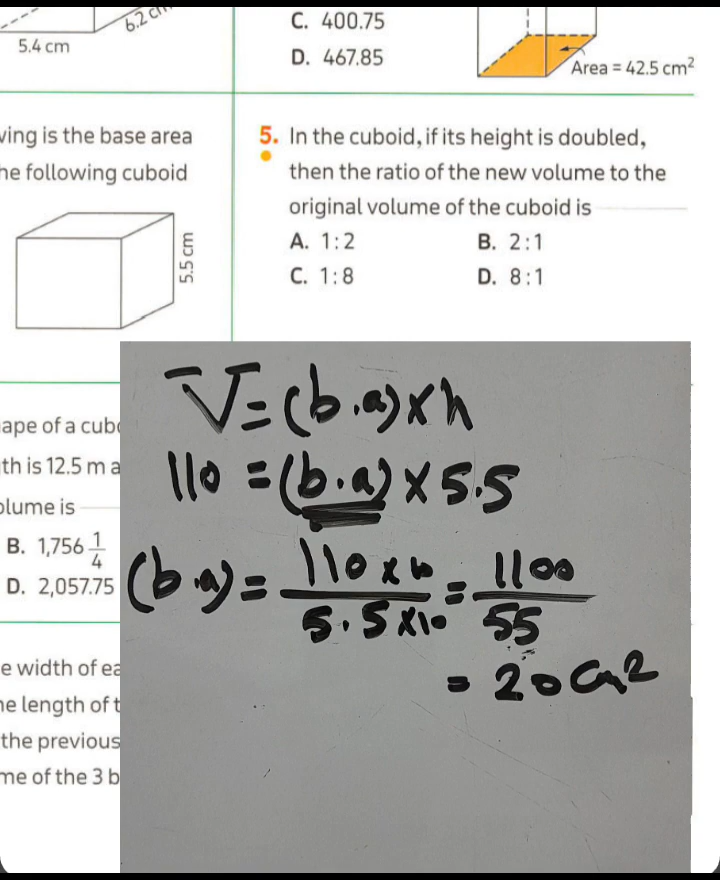 6.2 cm
5.4 cm
C. 400.75
D. 467.85
Area = 42.5 cm²
ving is the base area
he following cuboid
5.5 cm
5. In the cuboid, if its height is doubled,
then the ratio of the new volume to the
original volume of the cuboid is
A. 1:2 B. 2:1
C. 1:8 D. 8:1
ape of a cubo
th is 12.5 m a
olume is
B. 1,756 1/4
D. 2,057.75
e width of ea
he length of t
the previous
me of the 3 b
V=(b.a)×h
110 =(b.a)×5.5
(b.a)= 110×10 / 5.5×10 = 1100 / 55
= 20 cm²